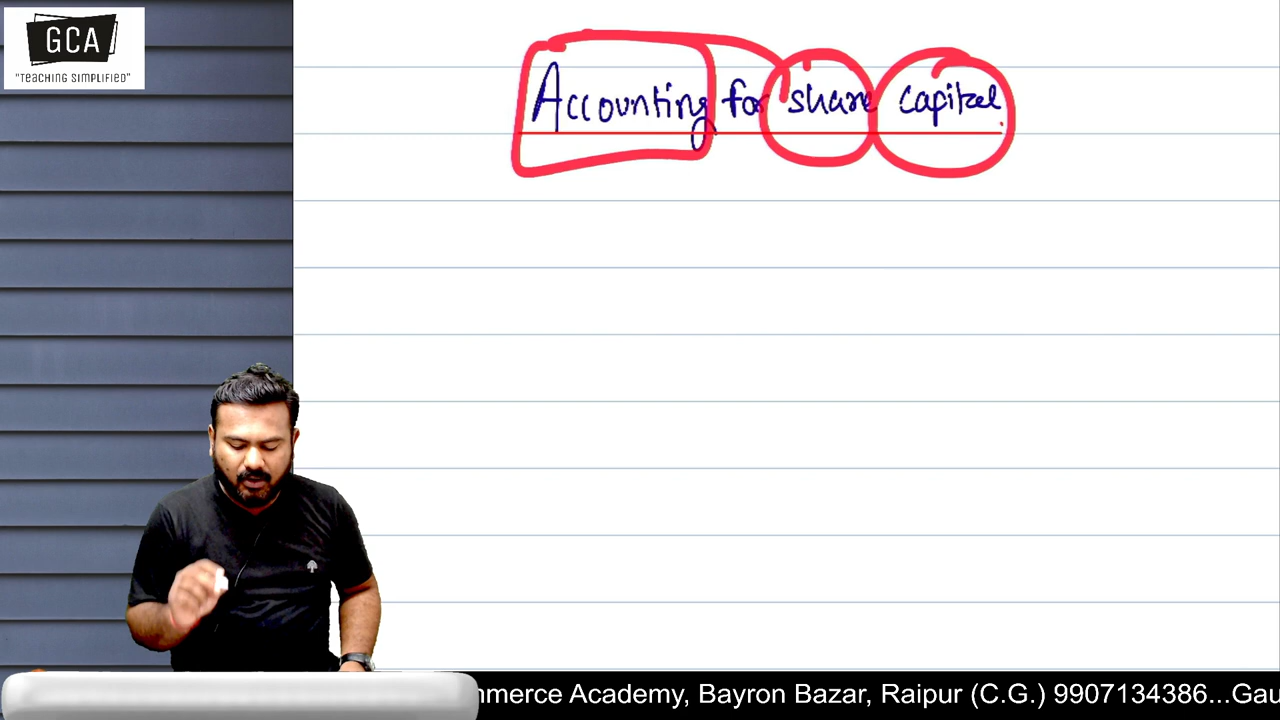 GCA
"TEACHING SIMPLIFIED"
Accounting for share capital
mmerce Academy, Bayron Bazar, Raipur (C.G.) 9907134386...Gau